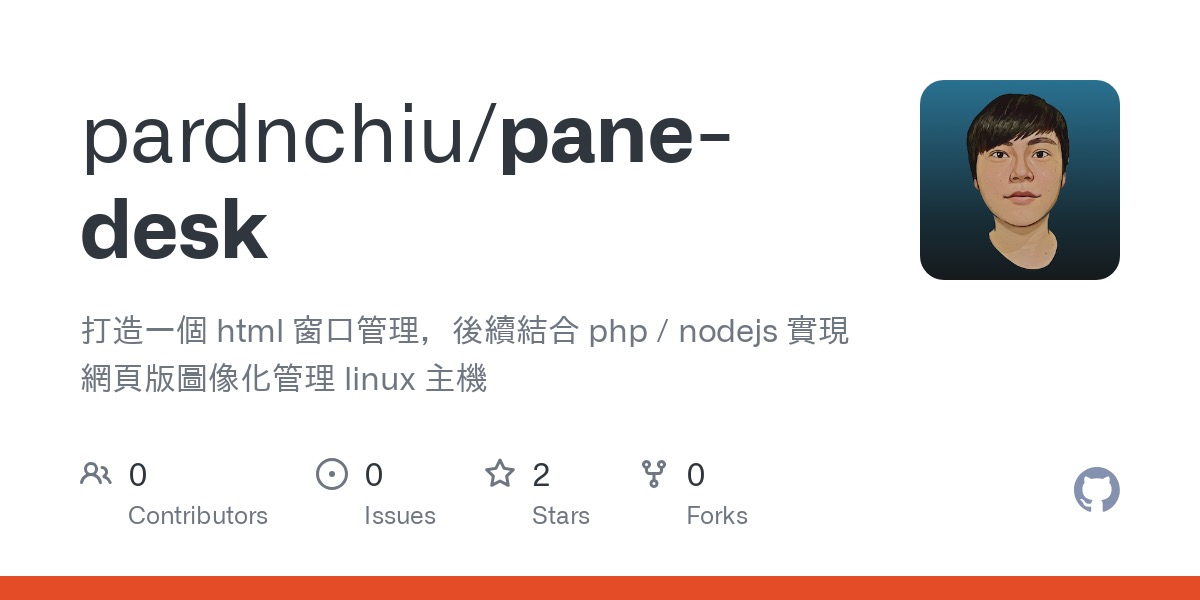 pardnchiu/pane-
desk
打造一個 html 窗口管理，後續結合 php / nodejs 實現
網頁版圖像化管理 linux 主機
0 0 2 0
Contributors Issues Stars Forks